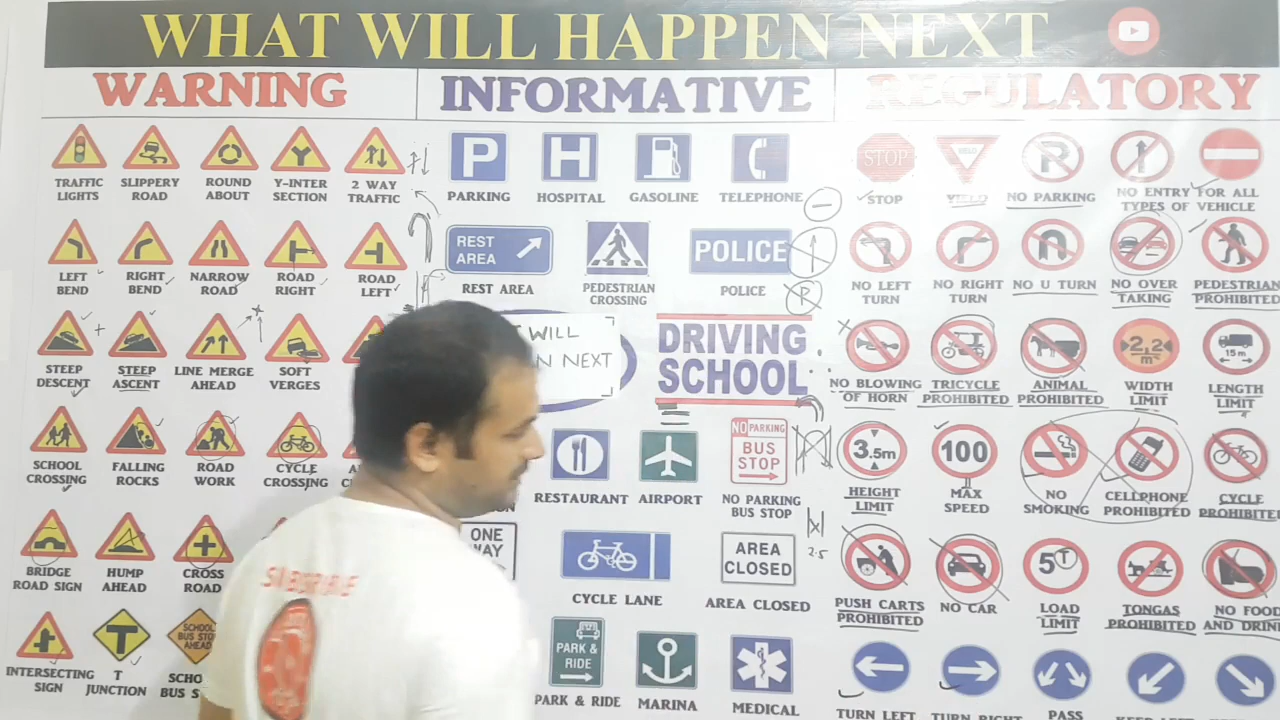 WHAT WILL HAPPEN NEXT
WARNING
INFORMATIVE
REGULATORY
TRAFFIC LIGHTS
SLIPPERY ROAD
ROUND ABOUT
Y-INTER SECTION
2 WAY TRAFFIC
P
PARKING
H
HOSPITAL
GASOLINE
TELEPHONE
STOP
STOP
YIELD
YIELD
P
NO PARKING
NO ENTRY FOR ALL
TYPES OF VEHICLE
LEFT BEND
RIGHT BEND
NARROW ROAD
ROAD RIGHT
ROAD LEFT
REST AREA
REST AREA
PEDESTRIAN CROSSING
POLICE
POLICE
P
NO LEFT TURN
NO RIGHT TURN
NO U TURN
NO OVER TAKING
PEDESTRIAN PROHIBITED
STEEP DESCENT
STEEP ASCENT
LINE MERGE AHEAD
SOFT VERGES
WILL
N NEXT
DRIVING
SCHOOL
NO BLOWING OF HORN
TRICYCLE PROHIBITED
ANIMAL PROHIBITED
2,2 m
WIDTH LIMIT
15 m
LENGTH LIMIT
SCHOOL CROSSING
FALLING ROCKS
ROAD WORK
CYCLE CROSSING
RESTAURANT
AIRPORT
NO PARKING
BUS STOP
NO PARKING BUS STOP
3.5m
HEIGHT LIMIT
100
MAX SPEED
NO SMOKING
CELLPHONE PROHIBITED
CYCLE PROHIBITED
BRIDGE ROAD SIGN
HUMP AHEAD
CROSS ROAD
ONE
WAY
CYCLE LANE
AREA CLOSED
AREA CLOSED
2.5
PUSH CARTS PROHIBITED
NO CAR
5T
LOAD LIMIT
TONGAS PROHIBITED
NO FOOD AND DRINK
INTERSECTING SIGN
T JUNCTION
SCHOOL
BUS STOP
AHEAD
PARK & RIDE
PARK & RIDE
MARINA
MEDICAL
TURN LEFT
TURN RIGHT
PASS
KEEP LEFT